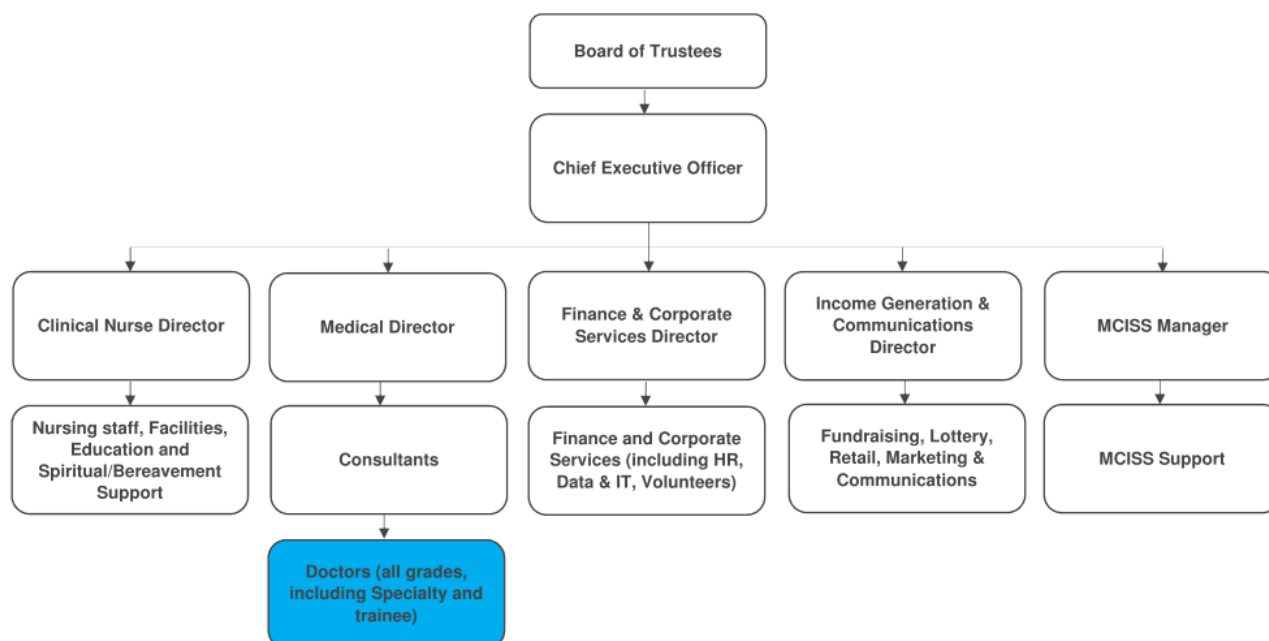 Board of Trustees
Chief Executive Officer
Clinical Nurse Director
Medical Director
Finance & Corporate
Services Director
Income Generation &
Communications
Director
MCISS Manager
Nursing staff, Facilities,
Education and
Spiritual/Bereavement
Support
Consultants
Finance and Corporate
Services (including HR,
Data & IT, Volunteers)
Fundraising, Lottery,
Retail, Marketing &
Communications
MCISS Support
Doctors (all grades,
including Specialty and
trainee)